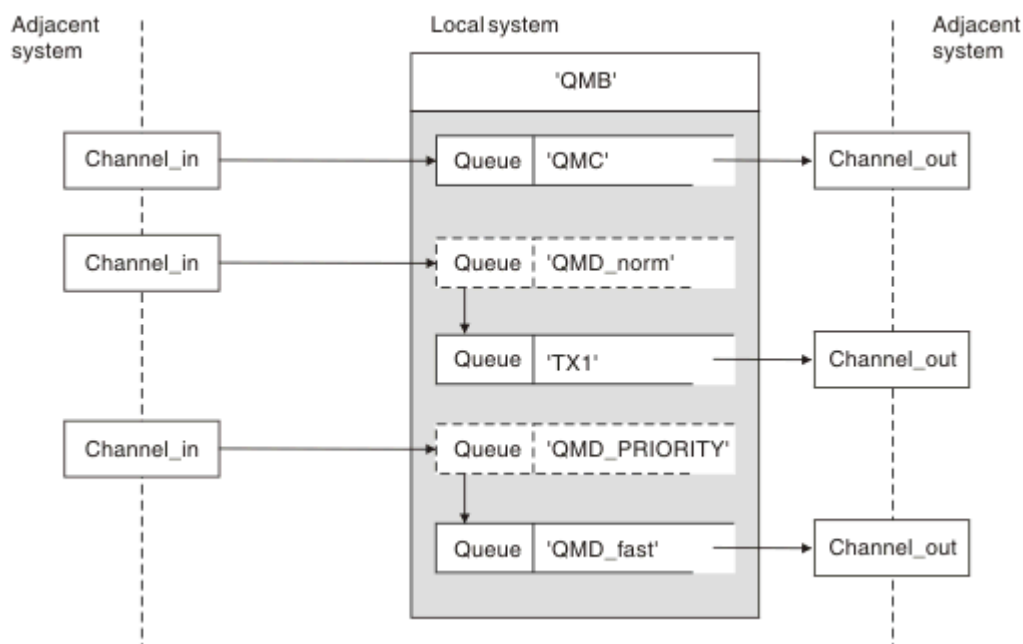 Adjacent
system
Local system
Adjacent
system
'QMB'
Channel_in
Queue 'QMC'
Channel_out
Channel_in
Queue 'QMD_norm'
Queue 'TX1'
Channel_out
Channel_in
Queue 'QMD_PRIORITY'
Queue 'QMD_fast'
Channel_out